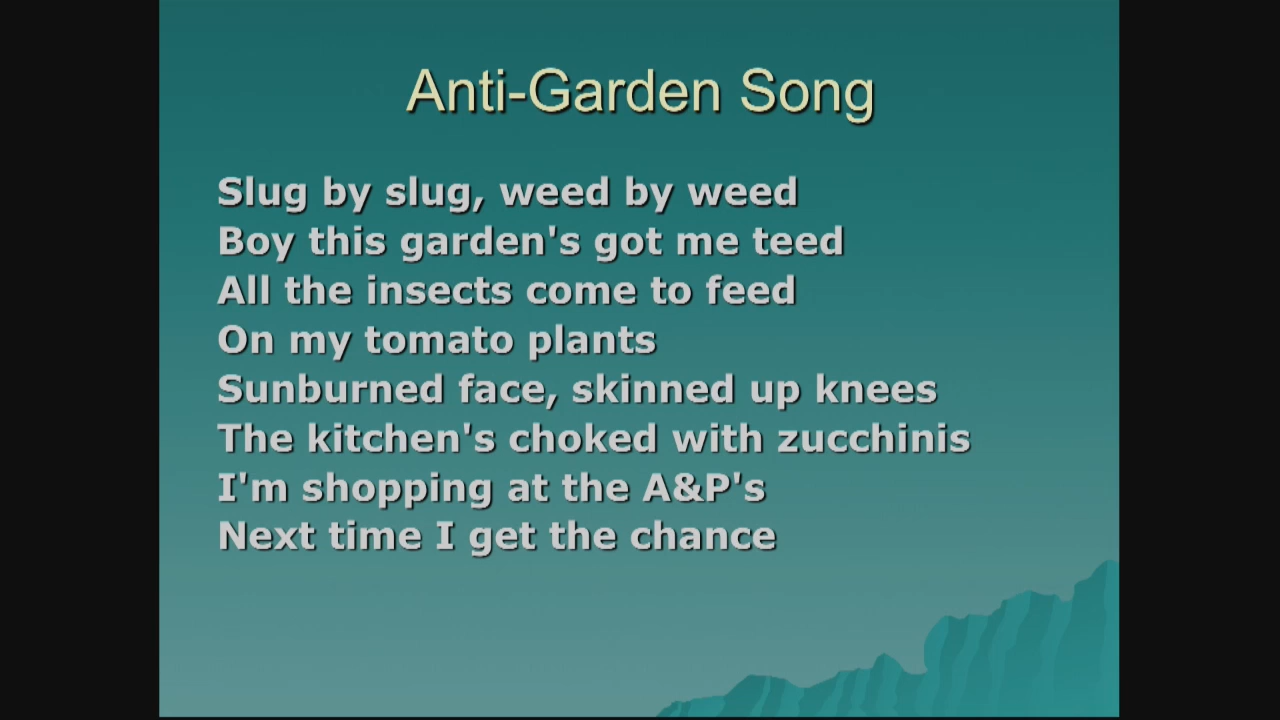 Anti-Garden Song
Slug by slug, weed by weed
Boy this garden's got me teed
All the insects come to feed
On my tomato plants
Sunburned face, skinned up knees
The kitchen's choked with zucchinis
I'm shopping at the A&P's
Next time I get the chance